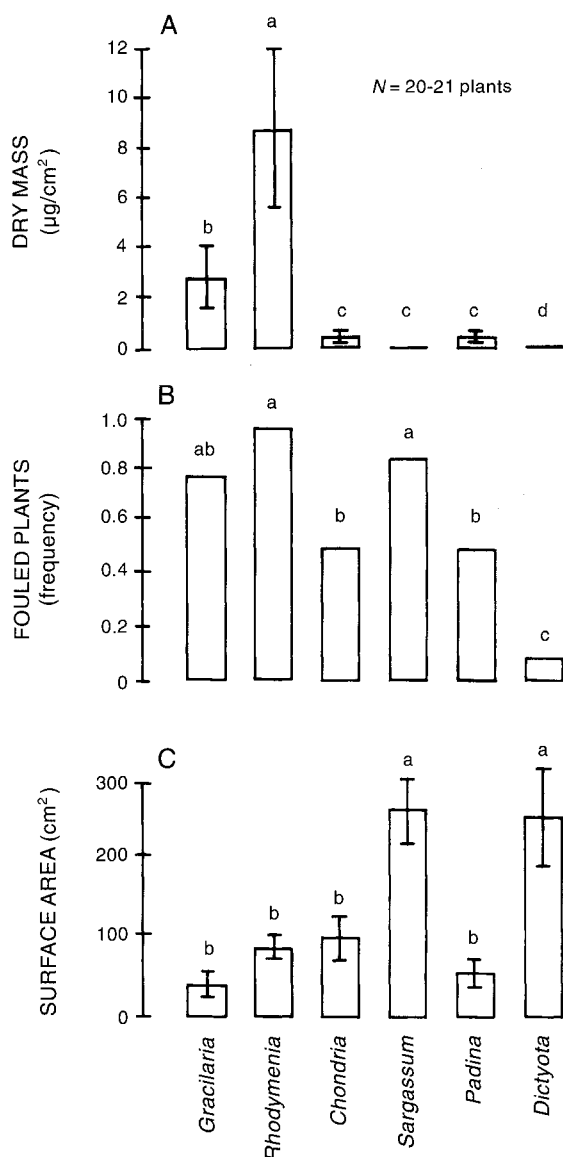 A
a
12
N = 20-21 plants
10
8
6
b
4
2
c c c d
0
DRY MASS
(µg/cm²)
B
a
1.0
ab
a
0.8
b b
0.6
0.4
c
0.2
0
FOULED PLANTS
(frequency)
C
a a
300
200
b b b b
100
0
SURFACE AREA (cm²)
Gracilaria
Rhodymenia
Chondria
Sargassum
Padina
Dictyota